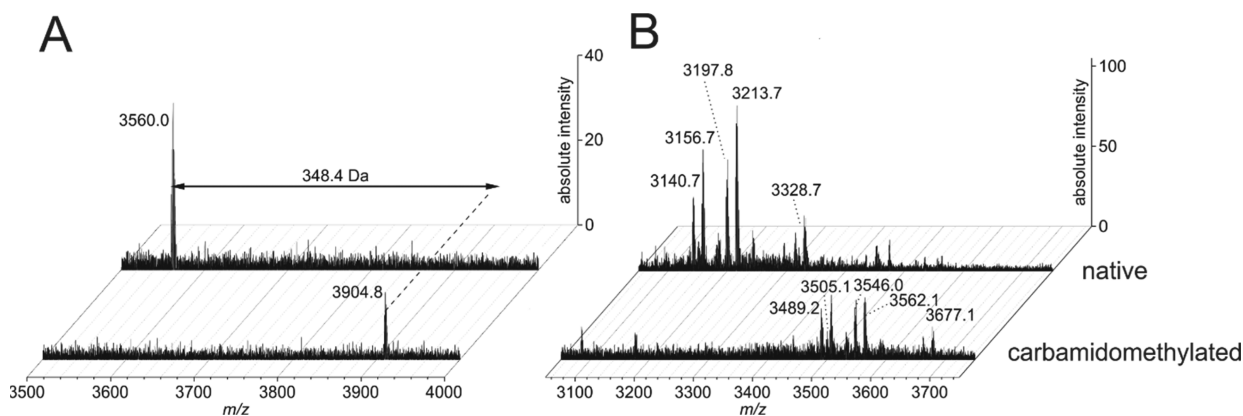 A
B
40
20
0
absolute intensity
3560.0
348.4 Da
3904.8
3500 3600 3700 3800 3900 4000
m/z
100
50
0
absolute intensity
3197.8
3213.7
3156.7
3140.7
3328.7
native
3505.1
3546.0
3489.2
3562.1
3677.1
carbamidomethylated
3100 3200 3300 3400 3500 3600 3700
m/z